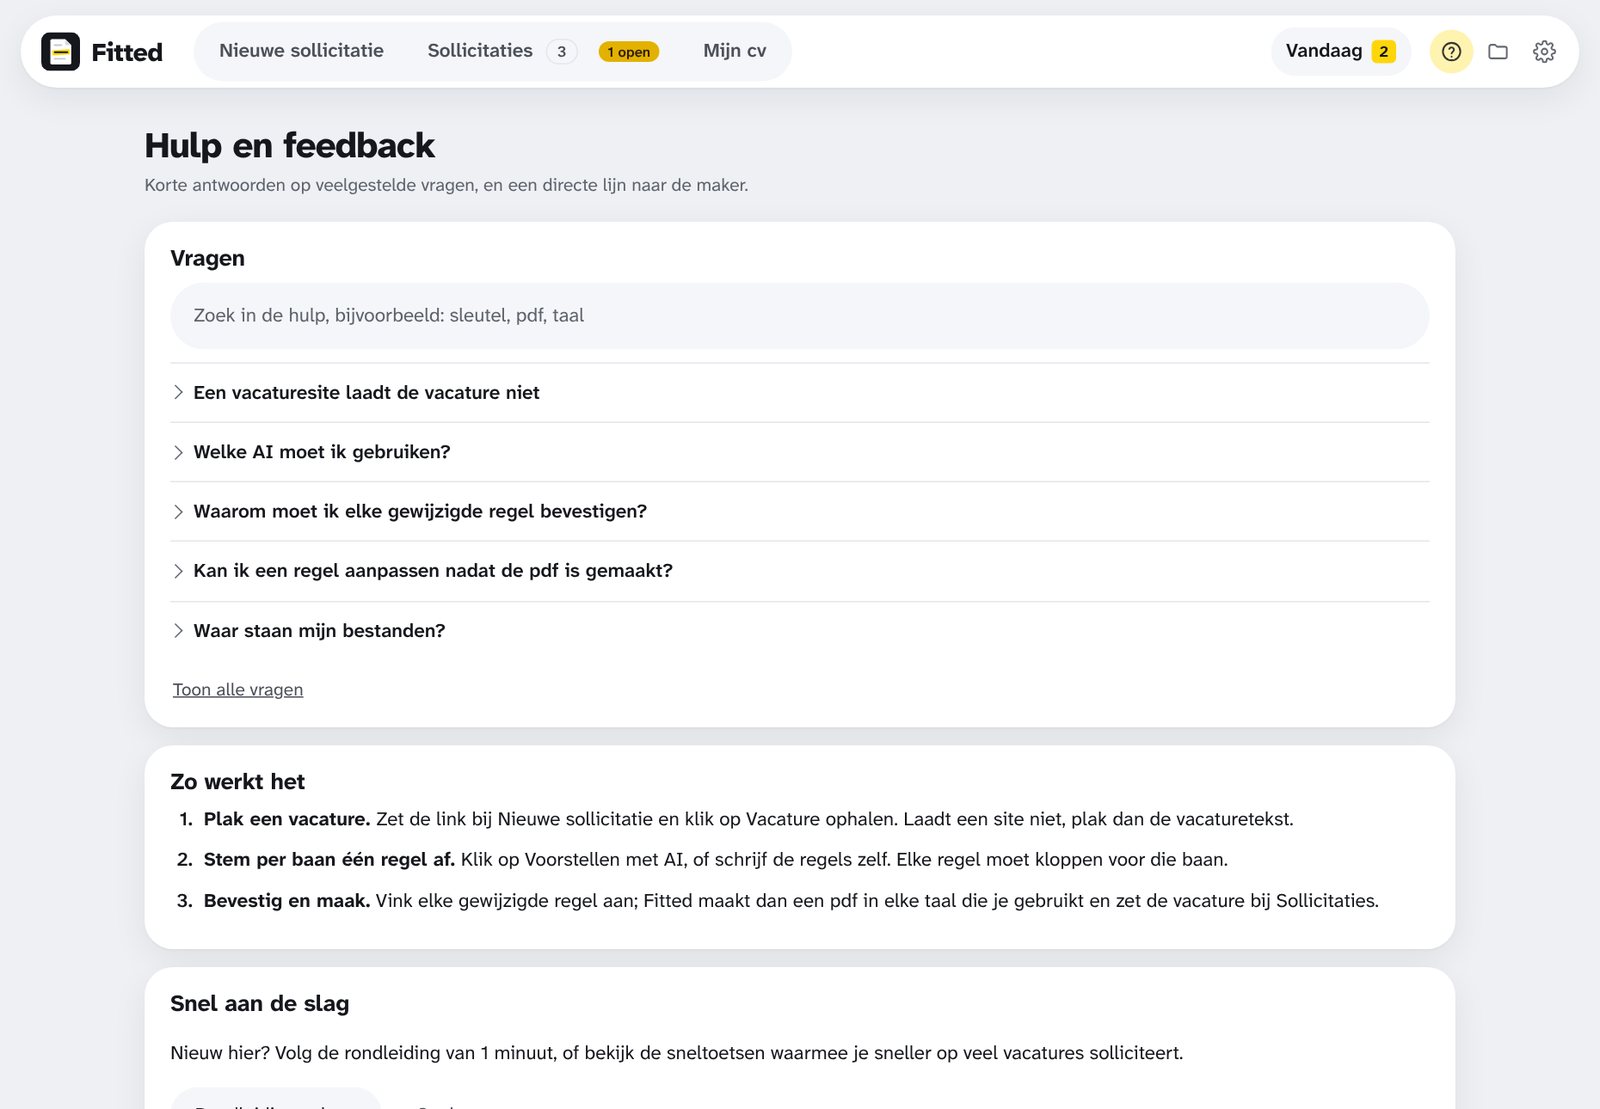 Fitted
Nieuwe sollicitatie
Sollicitaties 3 1 open
Mijn cv
Vandaag 2
Hulp en feedback
Korte antwoorden op veelgestelde vragen, en een directe lijn naar de maker.
Vragen
Zoek in de hulp, bijvoorbeeld: sleutel, pdf, taal
Een vacaturesite laadt de vacature niet
Welke AI moet ik gebruiken?
Waarom moet ik elke gewijzigde regel bevestigen?
Kan ik een regel aanpassen nadat de pdf is gemaakt?
Waar staan mijn bestanden?
Toon alle vragen
Zo werkt het
1. Plak een vacature. Zet de link bij Nieuwe sollicitatie en klik op Vacature ophalen. Laadt een site niet, plak dan de vacaturetekst.
2. Stem per baan één regel af. Klik op Voorstellen met AI, of schrijf de regels zelf. Elke regel moet kloppen voor die baan.
3. Bevestig en maak. Vink elke gewijzigde regel aan; Fitted maakt dan een pdf in elke taal die je gebruikt en zet de vacature bij Sollicitaties.
Snel aan de slag
Nieuw hier? Volg de rondleiding van 1 minuut, of bekijk de sneltoetsen waarmee je sneller op veel vacatures solliciteert.